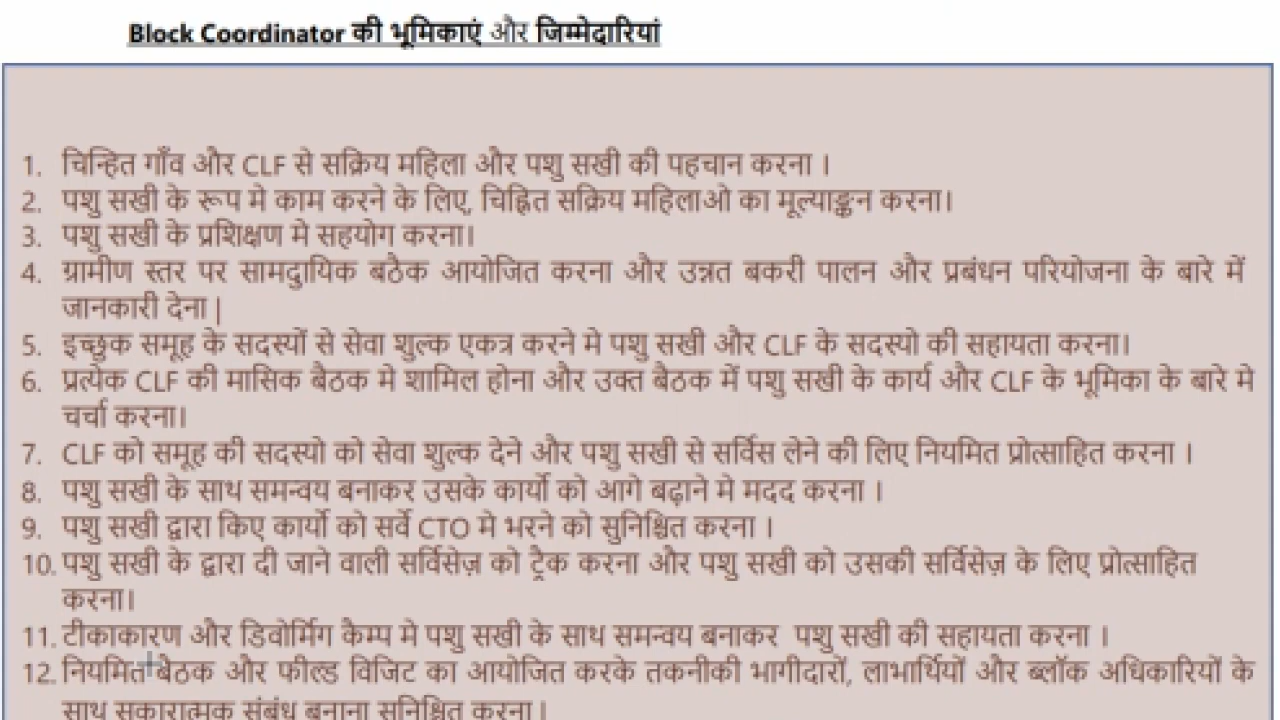 Block Coordinator की भूमिकाएं और जिम्मेदारियां
1. चिन्हित गाँव और CLF से सक्रिय महिला और पशु सखी की पहचान करना ।
2. पशु सखी के रूप मे काम करने के लिए, चिह्नित सक्रिय महिलाओ का मूल्याङ्कन करना।
3. पशु सखी के प्रशिक्षण मे सहयोग करना।
4. ग्रामीण स्तर पर सामदुायिक बठैक आयोजित करना और उन्नत बकरी पालन और प्रबंधन परियोजना के बारे में
जानकारी देना |
5. इच्छुक समूह के सदस्यों से सेवा शुल्क एकत्र करने मे पशु सखी और CLF के सदस्यो की सहायता करना।
6. प्रत्येक CLF की मासिक बैठक मे शामिल होना और उक्त बैठक में पशु सखी के कार्य और CLF के भूमिका के बारे मे
चर्चा करना।
7. CLF को समूह की सदस्यो को सेवा शुल्क देने और पशु सखी से सर्विस लेने की लिए नियमित प्रोत्साहित करना ।
8. पशु सखी के साथ समन्वय बनाकर उसके कार्यो को आगे बढ़ाने मे मदद करना ।
9. पशु सखी द्वारा किए कार्यो को सर्वे CTO मे भरने को सुनिश्चित करना ।
10. पशु सखी के द्वारा दी जाने वाली सर्विसेज़ को ट्रैक करना और पशु सखी को उसकी सर्विसेज़ के लिए प्रोत्साहित
करना।
11. टीकाकारण और डिवोर्मिंग कैम्प मे पशु सखी के साथ समन्वय बनाकर पशु सखी की सहायता करना ।
12. नियमित बैठक और फील्ड विजिट का आयोजित करके तकनीकी भागीदारों, लाभार्थियों और ब्लॉक अधिकारियों के
साथ सकारात्मक संबंध बनाना सुनिश्चित करना |